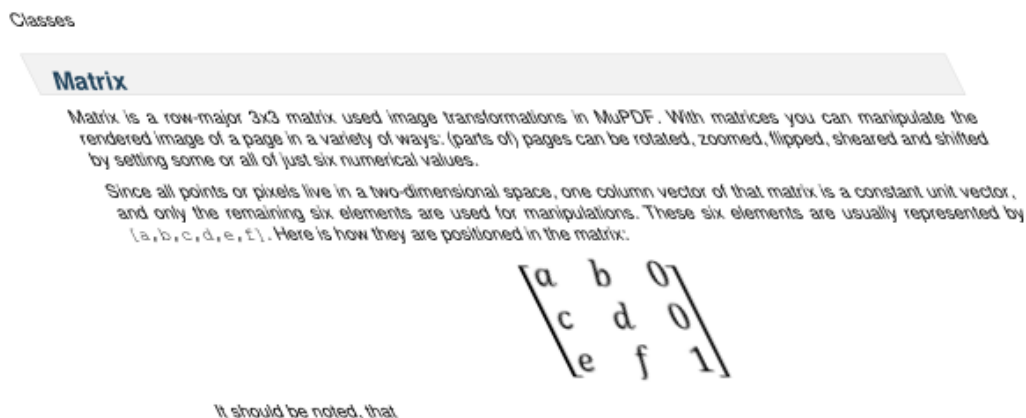 Classes
Matrix
Matrix is a row-major 3x3 matrix used image transformations in MuPDF. With matrices you can manipulate the
rendered image of a page in a variety of ways: (parts of) pages can be rotated, zoomed, flipped, sheared and shifted
by setting some or all of just six numerical values.
Since all points or pixels live in a two-dimensional space, one column vector of that matrix is a constant unit vector,
and only the remaining six elements are used for manipulations. These six elements are usually represented by
[a,b,c,d,e,f]. Here is how they are positioned in the matrix:
a b 0
c d 0
e f 1
It should be noted, that